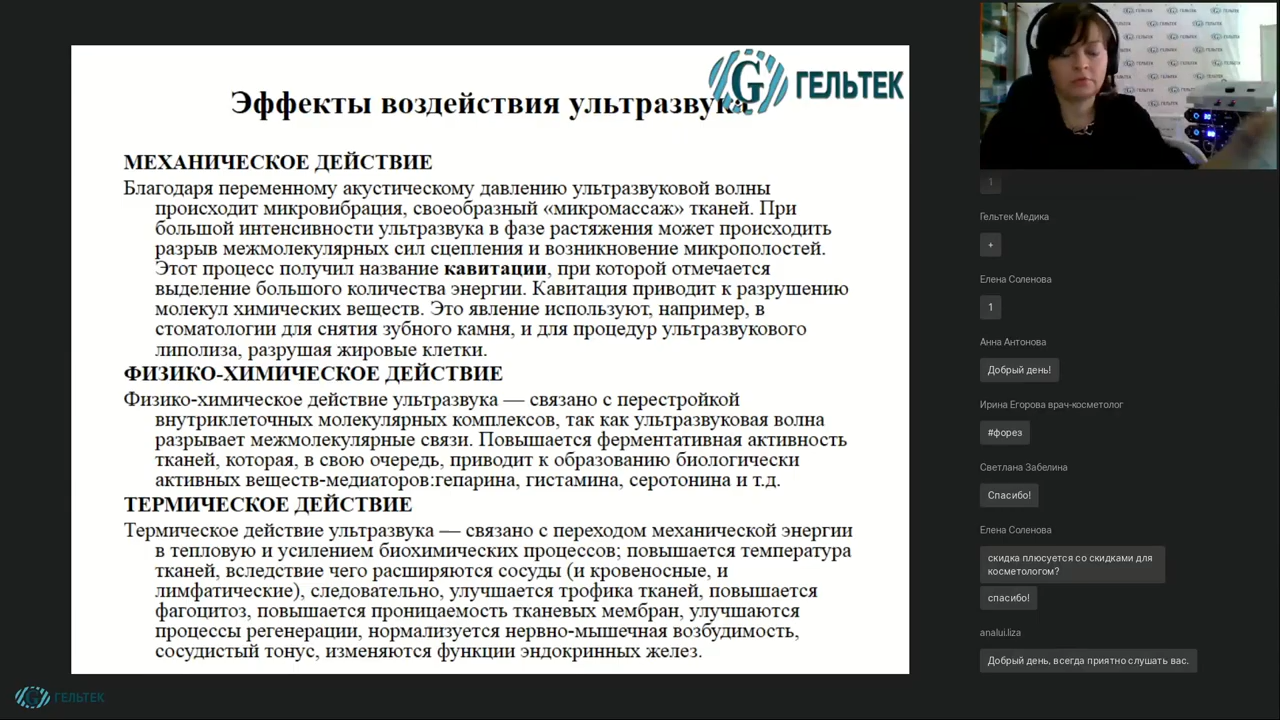 ГЕЛЬТЕК
Эффекты воздействия ультразвука
МЕХАНИЧЕСКОЕ ДЕЙСТВИЕ
Благодаря переменному акустическому давлению ультразвуковой волны
происходит микровибрация, своеобразный «микромассаж» тканей. При
большой интенсивности ультразвука в фазе растяжения может происходить
разрыв межмолекулярных сил сцепления и возникновение микрополостей.
Этот процесс получил название кавитации, при которой отмечается
выделение большого количества энергии. Кавитация приводит к разрушению
молекул химических веществ. Это явление используют, например, в
стоматологии для снятия зубного камня, и для процедур ультразвукового
липолиза, разрушая жировые клетки.
ФИЗИКО-ХИМИЧЕСКОЕ ДЕЙСТВИЕ
Физико-химическое действие ультразвука — связано с перестройкой
внутриклеточных молекулярных комплексов, так как ультразвуковая волна
разрывает межмолекулярные связи. Повышается ферментативная активность
тканей, которая, в свою очередь, приводит к образованию биологически
активных веществ-медиаторов:гепарина, гистамина, серотонина и т.д.
ТЕРМИЧЕСКОЕ ДЕЙСТВИЕ
Термическое действие ультразвука — связано с переходом механической энергии
в тепловую и усилением биохимических процессов; повышается температура
тканей, вследствие чего расширяются сосуды (и кровеносные, и
лимфатические), следовательно, улучшается трофика тканей, повышается
фагоцитоз, повышается проницаемость тканевых мембран, улучшаются
процессы регенерации, нормализуется нервно-мышечная возбудимость,
сосудистый тонус, изменяются функции эндокринных желез.
ГЕЛЬТЕК
1
Гельтек Медика
+
Елена Соленова
1
Анна Антонова
Добрый день!
Ирина Егорова врач-косметолог
#форез
Светлана Забелина
Спасибо!
Елена Соленова
скидка плюсуется со скидками для
косметологом?
спасибо!
analui.liza
Добрый день, всегда приятно слушать вас.